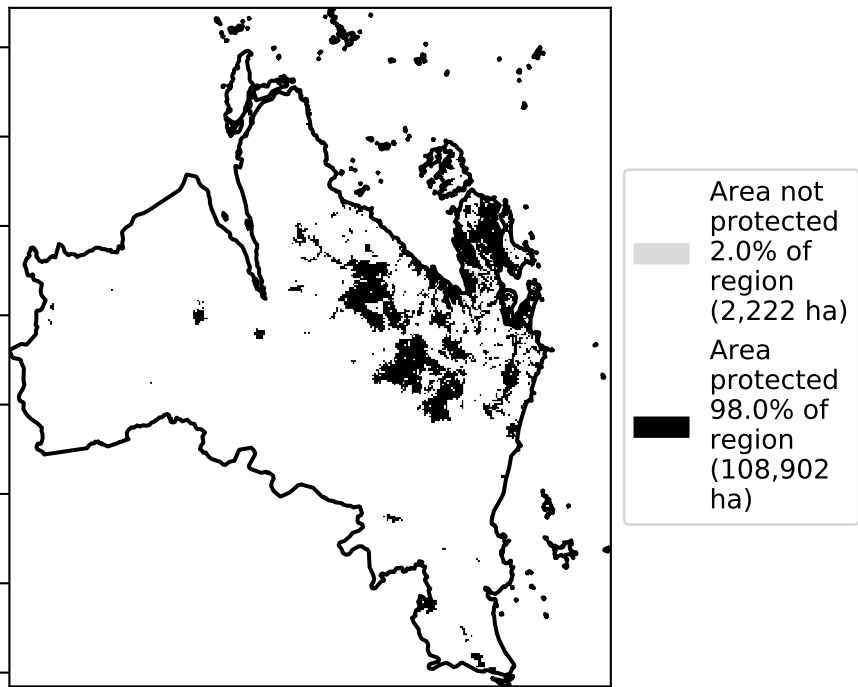 Area not
protected
2.0% of
region
(2,222 ha)
Area
protected
98.0% of
region
(108,902
ha)